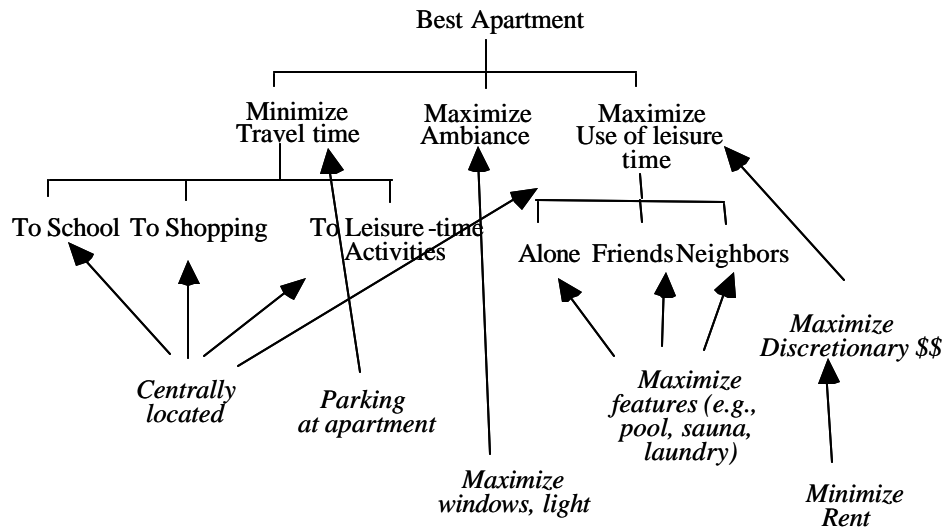 Best Apartment
Minimize
Travel time
Maximize
Ambiance
Maximize
Use of leisure
time
To School
To Shopping
To Leisure-time
Activities
Alone
Friends
Neighbors
Maximize
Discretionary $$
Centrally
located
Parking
at apartment
Maximize
features (e.g.,
pool, sauna,
laundry)
Maximize
windows, light
Minimize
Rent